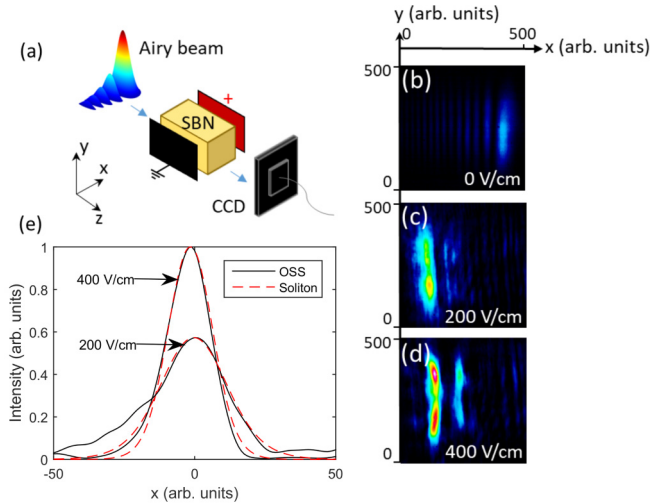 (a)
Airy beam
+
SBN
y
x
z
CCD
y (arb. units)
0
500
x (arb. units)
500
(b)
0
0 V/cm
500
(c)
0
200 V/cm
500
(d)
0
400 V/cm
(e)
1
0.8
0.6
0.4
0.2
0
Intensity (arb. units)
400 V/cm
200 V/cm
OSS
Soliton
-50
0
50
x (arb. units)